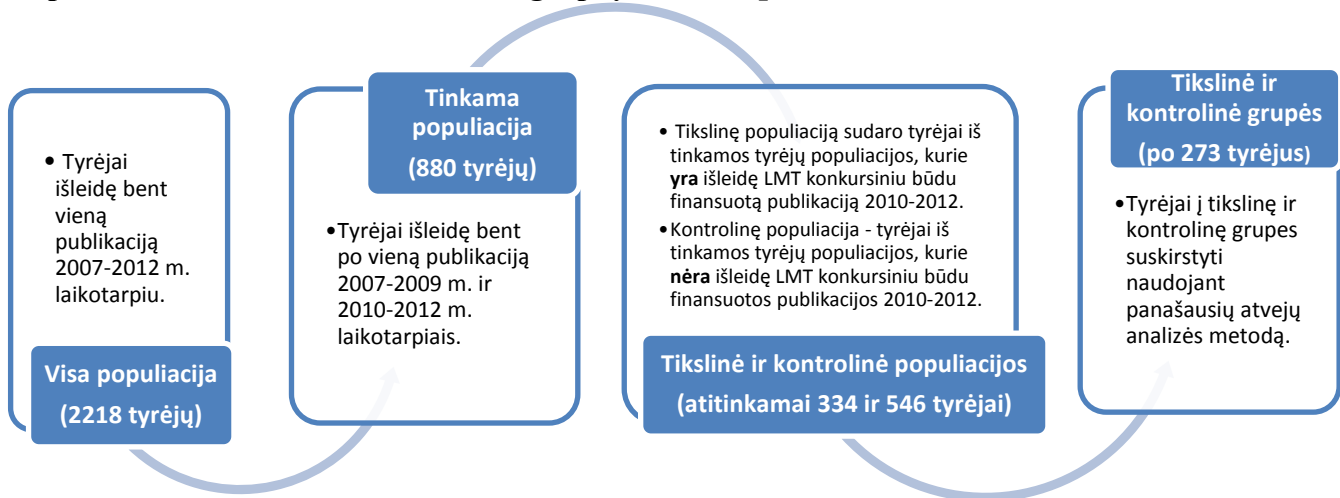 • Tyrėjai
išleidę bent
vieną
publikaciją
2007-2012 m.
laikotarpiu.
Visa populiacija
(2218 tyrėjų)
Tinkama
populiacija
(880 tyrėjų)
•Tyrėjai išleidę bent
po vieną publikaciją
2007-2009 m. ir
2010-2012 m.
laikotarpiais.
• Tikslinę populiaciją sudaro tyrėjai iš
tinkamos tyrėjų populiacijos, kurie
yra išleidę LMT konkursiniu būdu
finansuotą publikaciją 2010-2012.
•Kontrolinę populiacija - tyrėjai iš
tinkamos tyrėjų populiacijos, kurie
nėra išleidę LMT konkursiniu būdu
finansuotos publikacijos 2010-2012.
Tikslinė ir kontrolinė populiacijos
(atitinkamai 334 ir 546 tyrėjai)
Tikslinė ir
kontrolinė grupės
(po 273 tyrėjus)
•Tyrėjai į tikslinę ir
kontrolinę grupes
suskirstyti
naudojant
panašausių atvejų
analizės metodą.